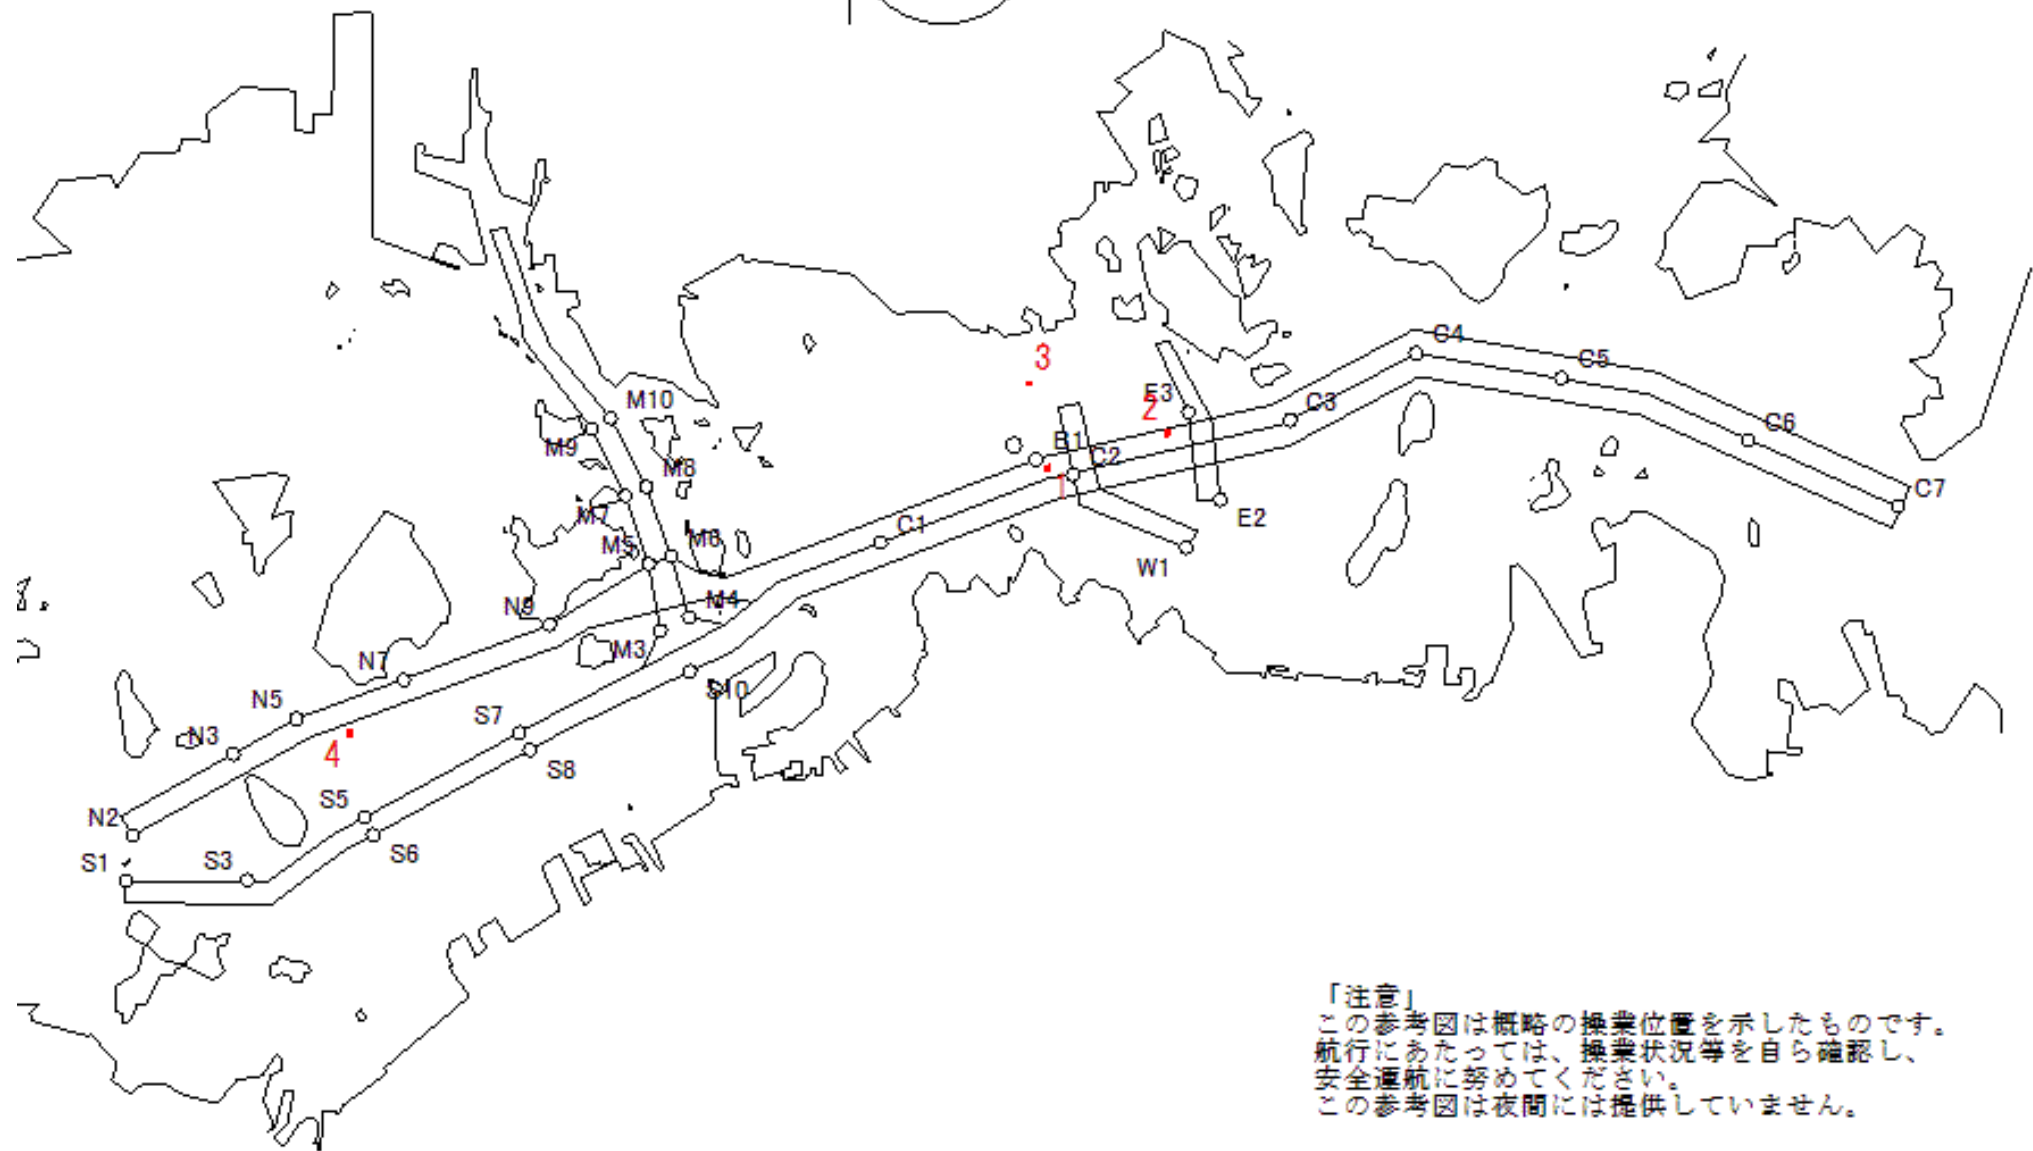 C4
C5
3
M10
E3
2
C3
C6
M9
B1
C2
M8
1
C7
M7
E2
C1
M5
M6
W1
N9
M4
M3
N7
S10
N5
S7
N3
4
S8
S5
N2
S6
S1
S3
「注意」
この参考図は概略の操業位置を示したものです。
航行にあたっては、操業状況等を自ら確認し、
安全運航に努めてください。
この参考図は夜間には提供していません。